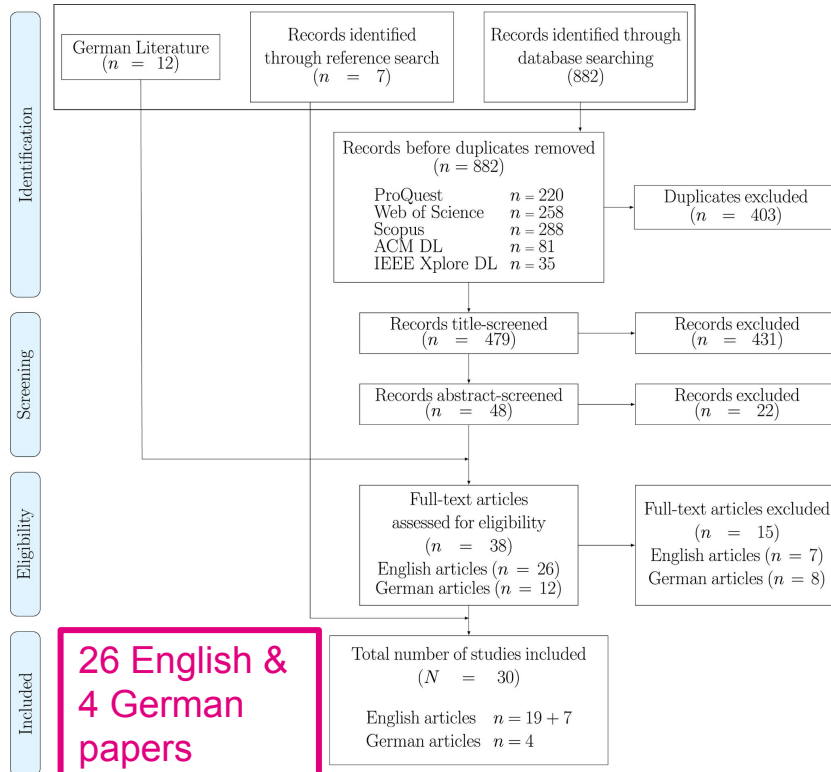 German Literature
(n = 12)
Records identified
through reference search
(n = 7)
Records identified through
database searching
(882)
Identification
Records before duplicates removed
(n = 882)
ProQuest n = 220
Web of Science n = 258
Scopus n = 288
ACM DL n = 81
IEEE Xplore DL n = 35
Duplicates excluded
(n = 403)
Screening
Records title-screened
(n = 479)
Records excluded
(n = 431)
Records abstract-screened
(n = 48)
Records excluded
(n = 22)
Eligibility
Full-text articles
assessed for eligibility
(n = 38)
English articles (n = 26)
German articles (n = 12)
Full-text articles excluded
(n = 15)
English articles (n = 7)
German articles (n = 8)
Included
26 English &
4 German
papers
Total number of studies included
(N = 30)
English articles n = 19 + 7
German articles n = 4